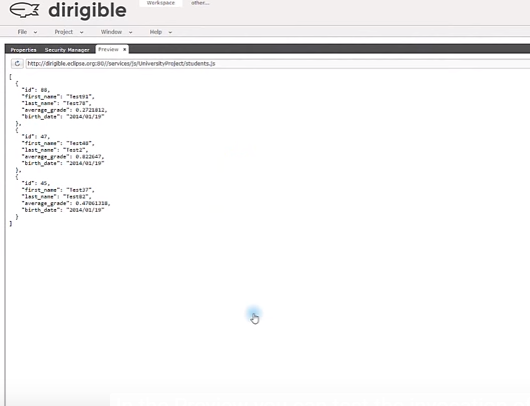 dirigible
Workspace other...
File Project Window Help
Properties Security Manager Preview
http://dirigible.eclipse.org:80//services/js/UniversityProject/students.js
[
{
"id": 88,
"first_name": "Test91",
"last_name": "Test78",
"average_grade": 0.2721812,
"birth_date": "2014/01/19"
},
{
"id": 47,
"first_name": "Test48",
"last_name": "Test2",
"average_grade": 0.822647,
"birth_date": "2014/01/19"
},
{
"id": 45,
"first_name": "Test37",
"last_name": "Test82",
"average_grade": 0.47061318,
"birth_date": "2014/01/19"
}
]